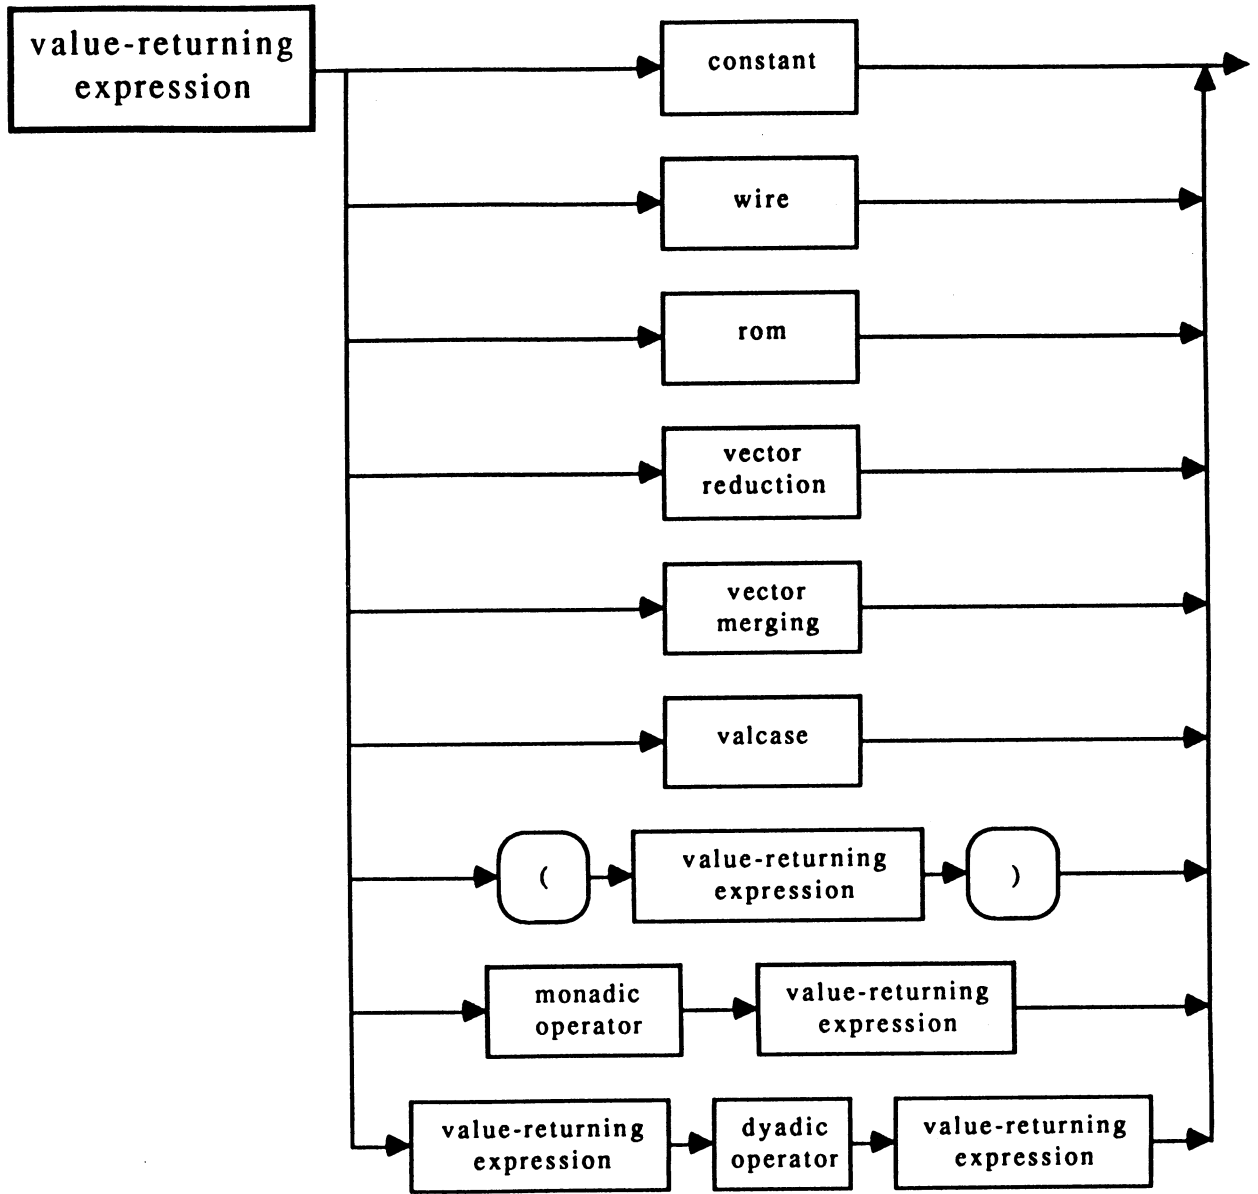 value-returning
expression
constant
wire
rom
vector
reduction
vector
merging
valcase
(
value-returning
expression
)
monadic
operator
value-returning
expression
value-returning
expression
dyadic
operator
value-returning
expression